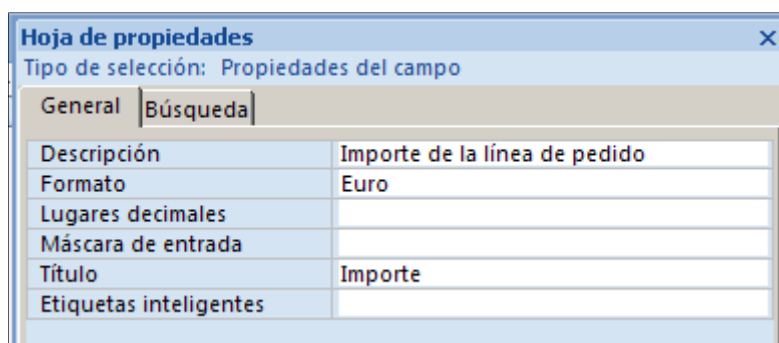 Hoja de propiedades
Tipo de selección: Propiedades del campo
General Búsqueda
Descripción Importe de la línea de pedido
Formato Euro
Lugares decimales
Máscara de entrada
Título Importe
Etiquetas inteligentes